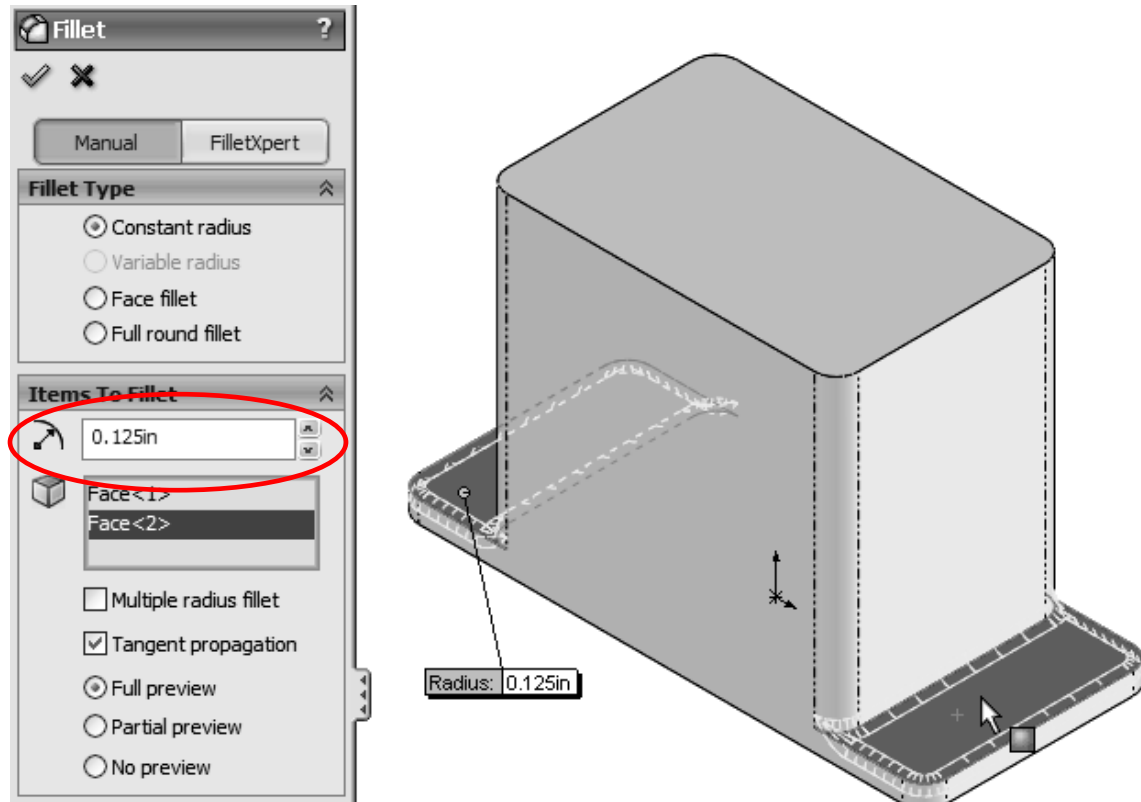 Fillet ?
Manual FilletXpert
Fillet Type
Constant radius
Variable radius
Face fillet
Full round fillet
Items To Fillet
0.125in
Face<1>
Face<2>
Multiple radius fillet
Tangent propagation
Full preview
Partial preview
No preview
Radius: 0.125in